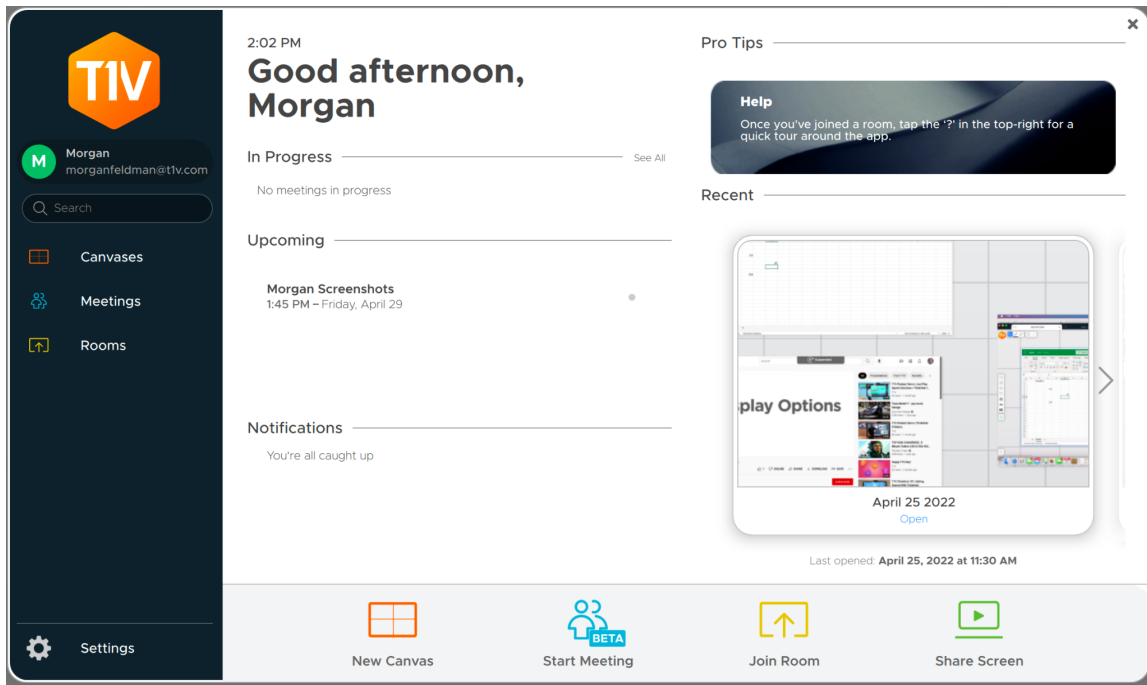 T1V
M
Morgan
morganfeldman@t1v.com
Search
Canvases
Meetings
Rooms
Settings
2:02 PM
Good afternoon,
Morgan
In Progress
See All
No meetings in progress
Upcoming
Morgan Screenshots
1:45 PM – Friday, April 29
Notifications
You're all caught up
Pro Tips
Help
Once you've joined a room, tap the '?' in the top-right for a
quick tour around the app.
Recent
play Options
April 25 2022
Open
Last opened: April 25, 2022 at 11:30 AM
New Canvas
BETA
Start Meeting
Join Room
Share Screen